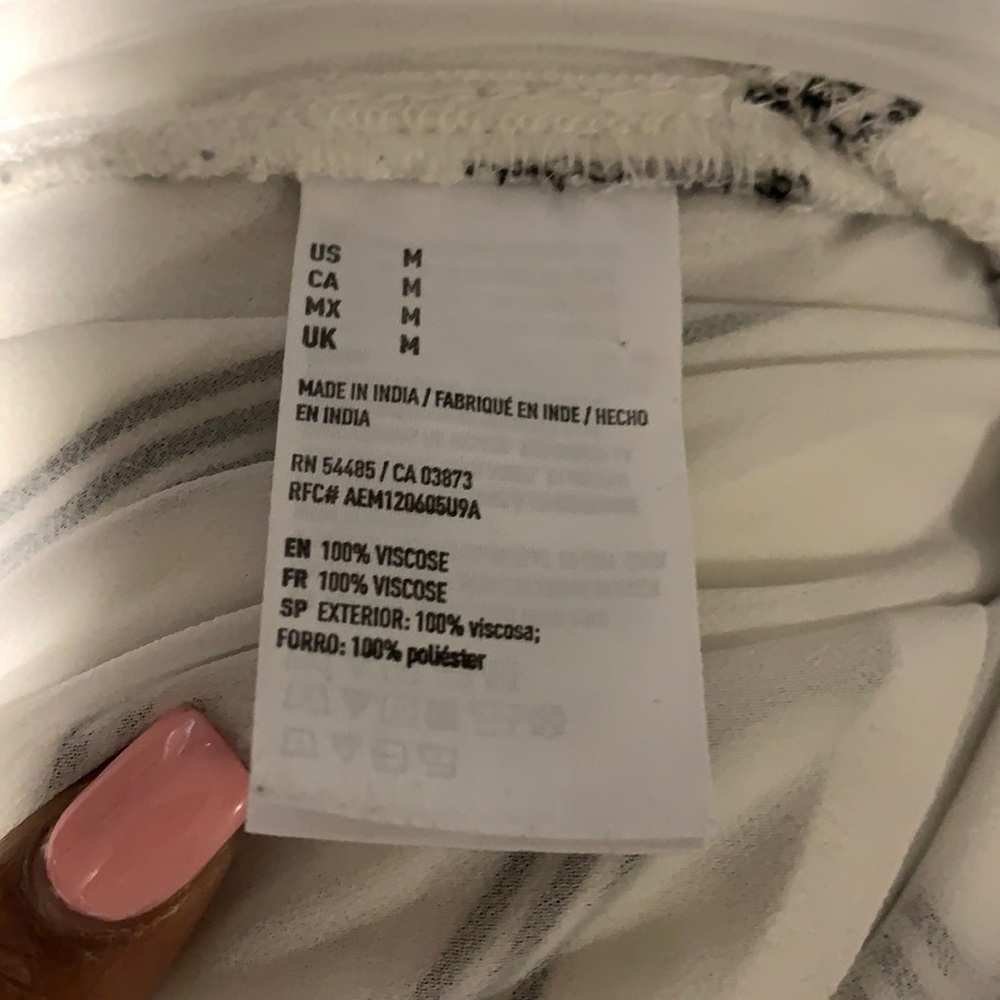 US M
CA M
MX M
UK M
MADE IN INDIA / FABRIQUÉ EN INDE / HECHO
EN INDIA
RN 54485 / CA 03873
RFC# AEM120605U9A
EN 100% VISCOSE
FR 100% VISCOSE
SP EXTERIOR: 100% viscosa;
FORRO: 100% poliéster